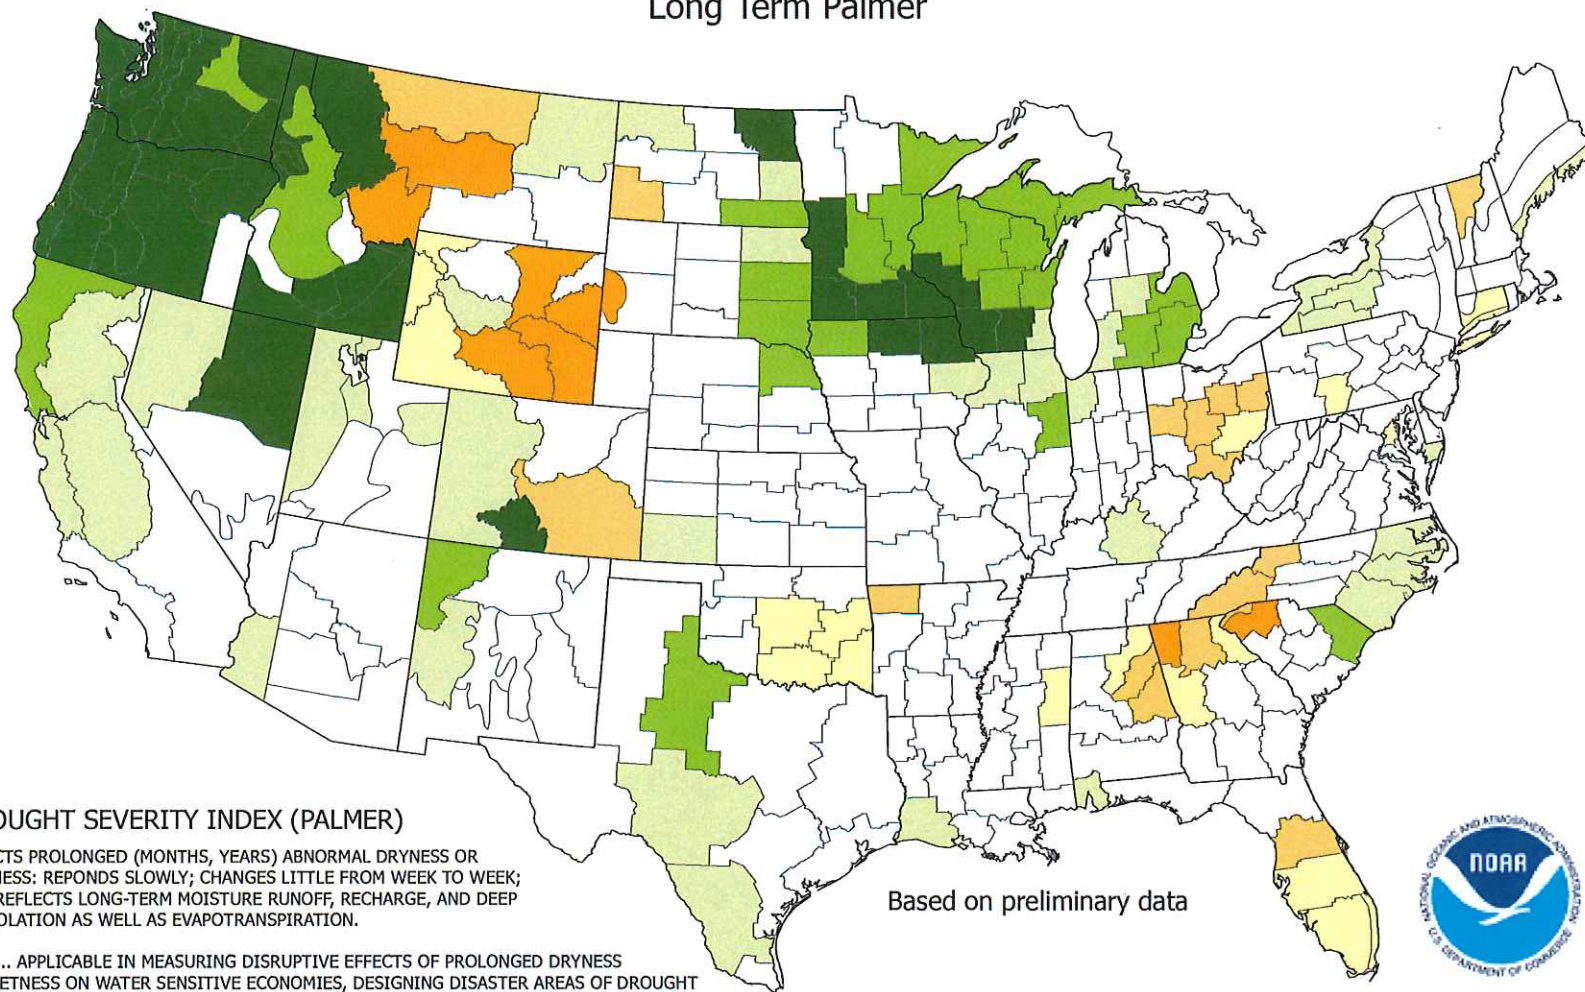 Long Term Palmer
OUGHT SEVERITY INDEX (PALMER)
CTS PROLONGED (MONTHS, YEARS) ABNORMAL DRYNESS OR
NESS: REPONDS SLOWLY; CHANGES LITTLE FROM WEEK TO WEEK;
REFLECTS LONG-TERM MOISTURE RUNOFF, RECHARGE, AND DEEP
OLATION AS WELL AS EVAPOTRANSPIRATION.
... APPLICABLE IN MEASURING DISRUPTIVE EFFECTS OF PROLONGED DRYNESS
ETNESS ON WATER SENSITIVE ECONOMIES, DESIGNING DISASTER AREAS OF DROUGHT
Based on preliminary data
NATIONAL OCEANIC AND ATMOSPHERIC ADMINISTRATION
NOAA
U.S. DEPARTMENT OF COMMERCE